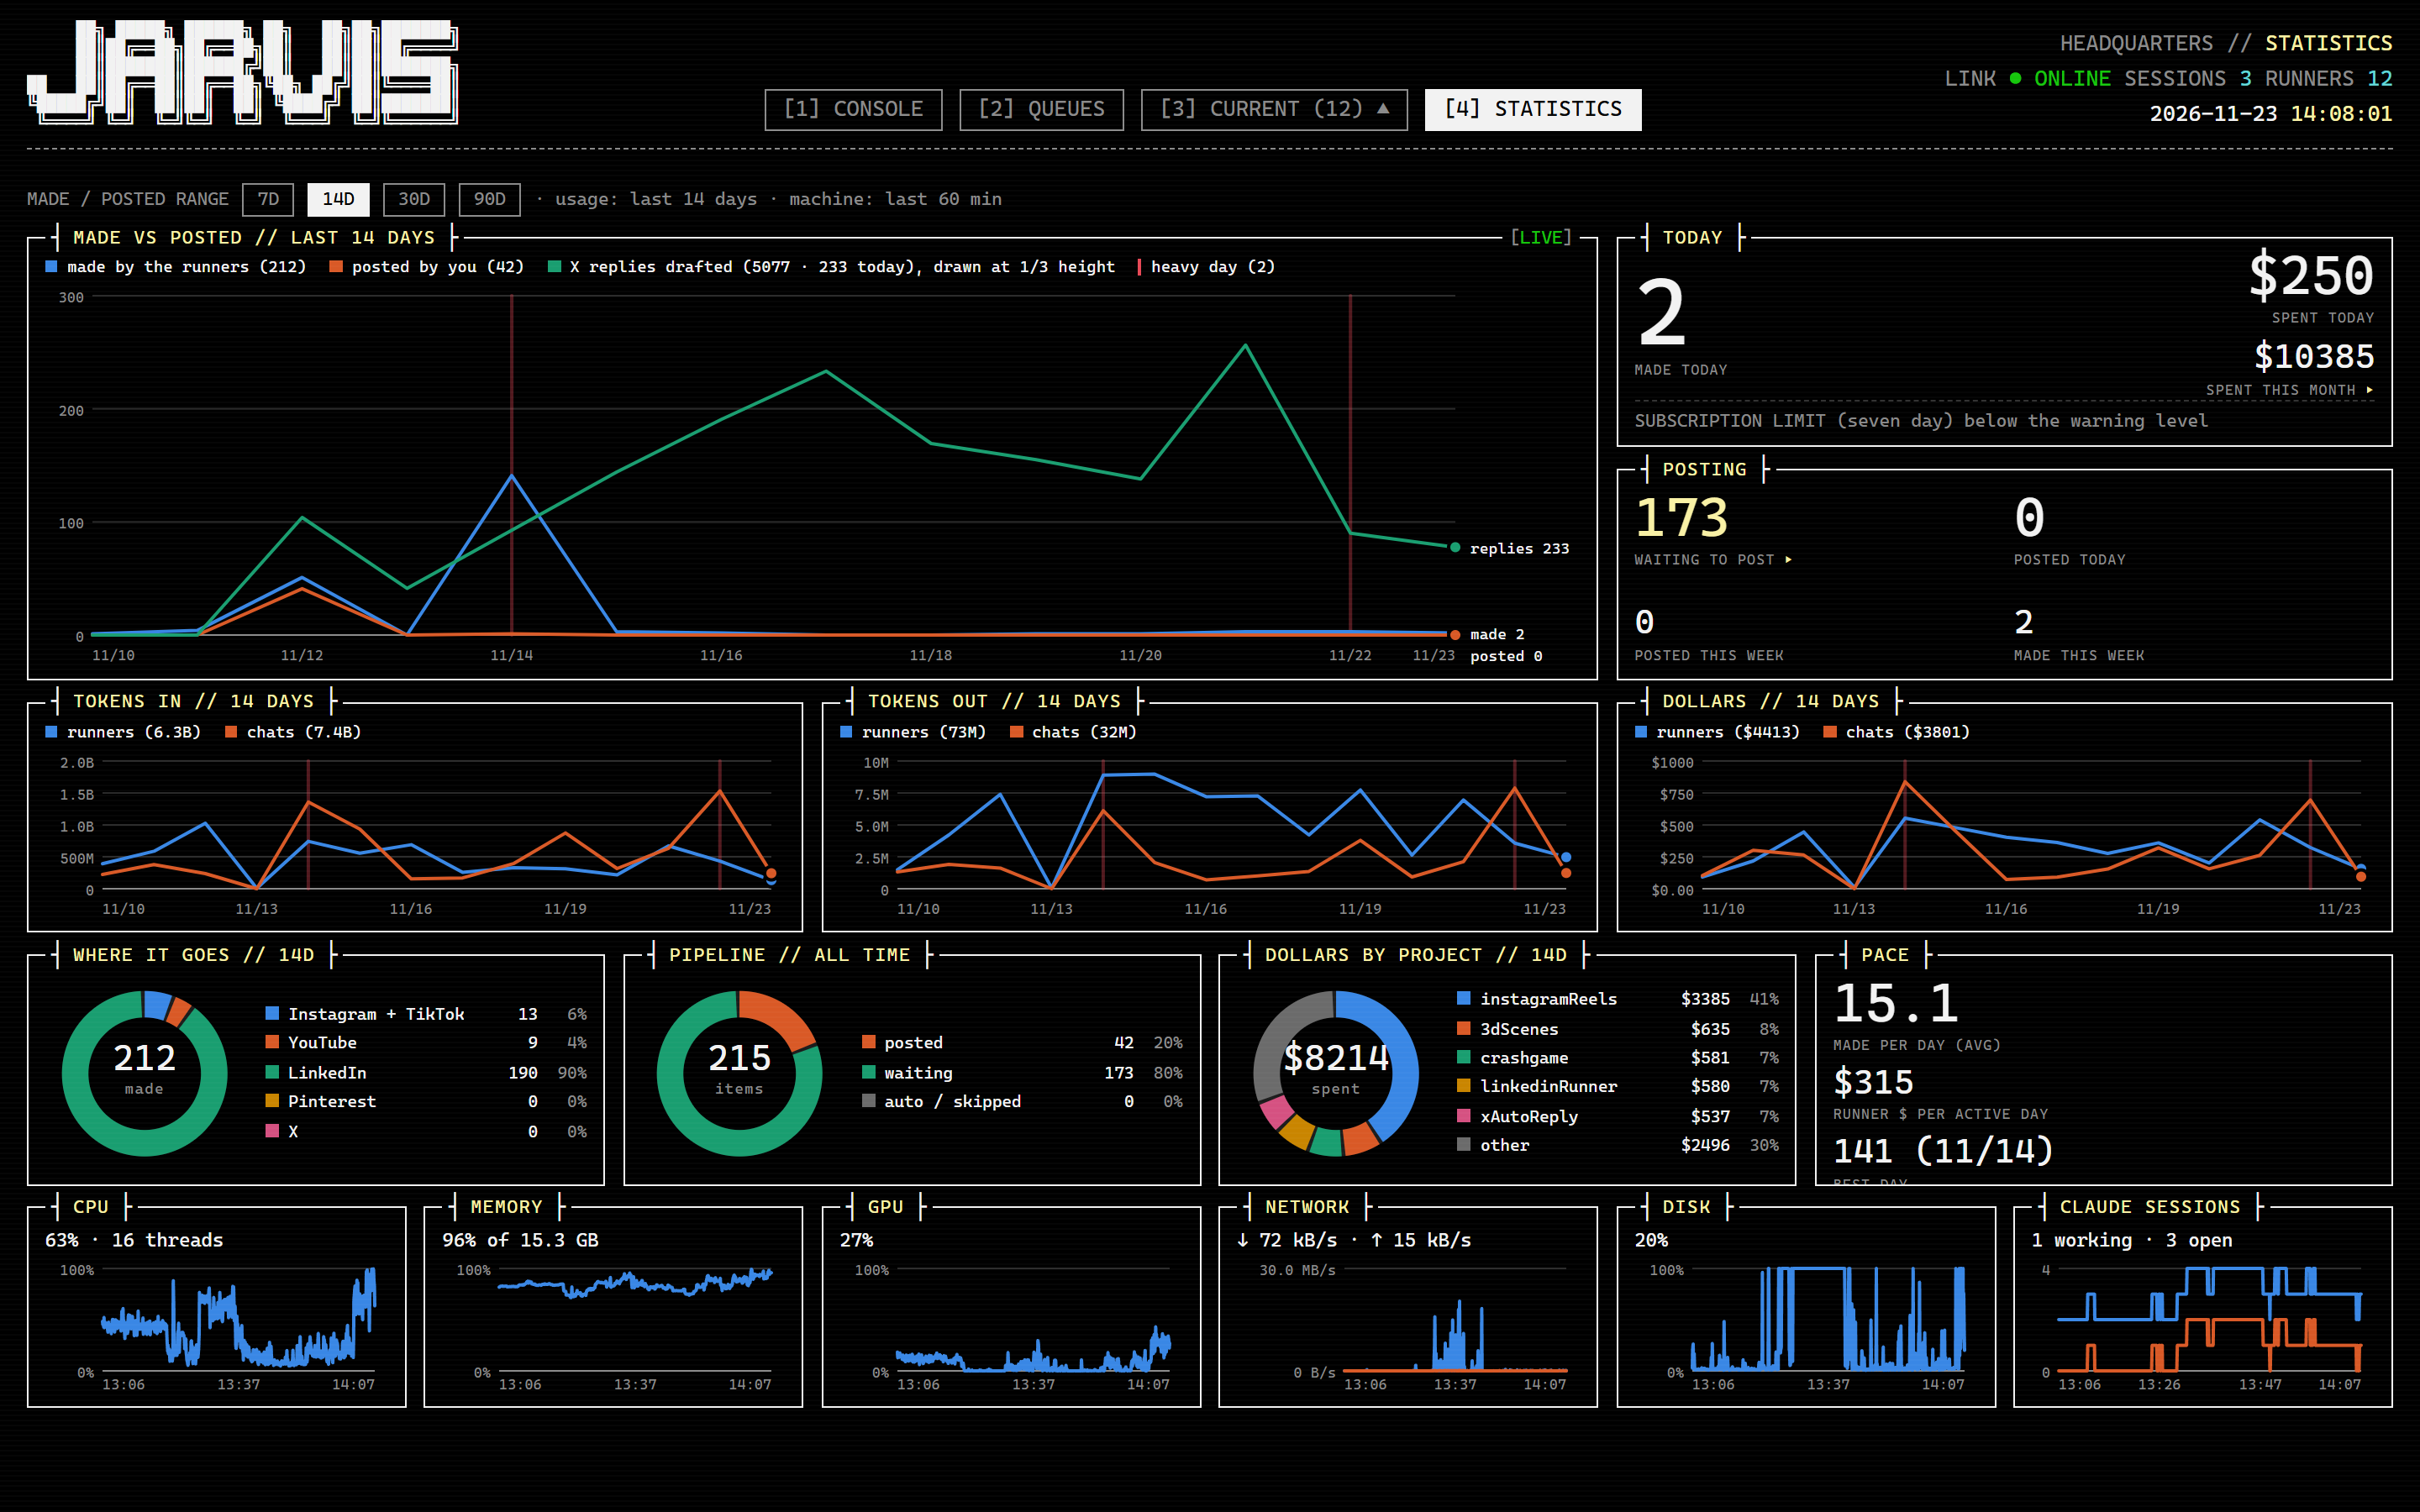 JARVIS
HEADQUARTERS // STATISTICS
LINK ● ONLINE SESSIONS 3 RUNNERS 12
2026-11-23 14:08:01
[1] CONSOLE [2] QUEUES [3] CURRENT (12) ▲ [4] STATISTICS
MADE / POSTED RANGE 7D 14D 30D 90D · usage: last 14 days · machine: last 60 min
MADE VS POSTED // LAST 14 DAYS [LIVE]
made by the runners (212) posted by you (42) X replies drafted (5077 · 233 today), drawn at 1/3 height heavy day (2)
300
200
100
0
replies 233
made 2
posted 0
11/10 11/12 11/14 11/16 11/18 11/20 11/22 11/23
TODAY
2
MADE TODAY
$250
SPENT TODAY
$10385
SPENT THIS MONTH ▸
SUBSCRIPTION LIMIT (seven day) below the warning level
POSTING
173
WAITING TO POST ▸
0
POSTED TODAY
0
POSTED THIS WEEK
2
MADE THIS WEEK
TOKENS IN // 14 DAYS
runners (6.3B) chats (7.4B)
2.0B
1.5B
1.0B
500M
0
11/10 11/13 11/16 11/19 11/23
TOKENS OUT // 14 DAYS
runners (73M) chats (32M)
10M
7.5M
5.0M
2.5M
0
11/10 11/13 11/16 11/19 11/23
DOLLARS // 14 DAYS
runners ($4413) chats ($3801)
$1000
$750
$500
$250
$0.00
11/10 11/13 11/16 11/19 11/23
WHERE IT GOES // 14D
212
made
Instagram + TikTok 13 6%
YouTube 9 4%
LinkedIn 190 90%
Pinterest 0 0%
X 0 0%
PIPELINE // ALL TIME
215
items
posted 42 20%
waiting 173 80%
auto / skipped 0 0%
DOLLARS BY PROJECT // 14D
$8214
spent
instagramReels $3385 41%
3dScenes $635 8%
crashgame $581 7%
linkedinRunner $580 7%
xAutoReply $537 7%
other $2496 30%
PACE
15.1
MADE PER DAY (AVG)
$315
RUNNER $ PER ACTIVE DAY
141 (11/14)
BEST DAY
CPU
63% · 16 threads
100%
0%
13:06 13:37 14:07
MEMORY
96% of 15.3 GB
100%
0%
13:06 13:37 14:07
GPU
27%
100%
0%
13:06 13:37 14:07
NETWORK
↓ 72 kB/s · ↑ 15 kB/s
30.0 MB/s
0 B/s
13:06 13:37 14:07
DISK
20%
100%
0%
13:06 13:37 14:07
CLAUDE SESSIONS
1 working · 3 open
4
0
13:06 13:26 13:47 14:07